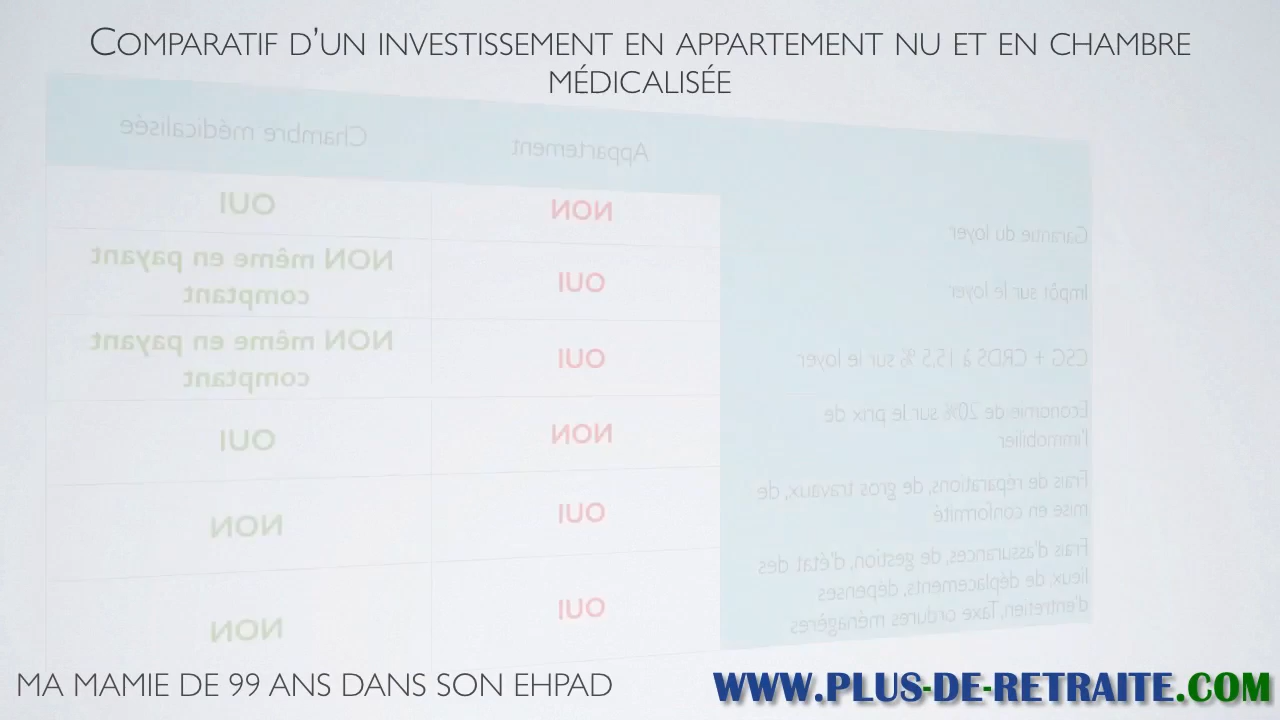 COMPARATIF D'UN INVESTISSEMENT EN APPARTEMENT NU ET EN CHAMBRE
MÉDICALISÉE
Appartement
Chambre médicalisée
Garantie du loyer
NON
OUI
Impôt sur le loyer
OUI
NON même en payant
comptant
CSG + CRDS à 15,5 % sur le loyer
OUI
NON même en payant
comptant
Economie de 20% sur le prix de
l'immobilier
NON
OUI
Frais de réparations, de gros travaux, de
mise en conformité
OUI
NON
Frais d'assurances, de gestion, d'état des
lieux, de déplacements, dépenses
d'entretien, Taxe ordures ménagères
OUI
NON
MA MAMIE DE 99 ANS DANS SON EHPAD
WWW.PLUS-DE-RETRAITE.COM